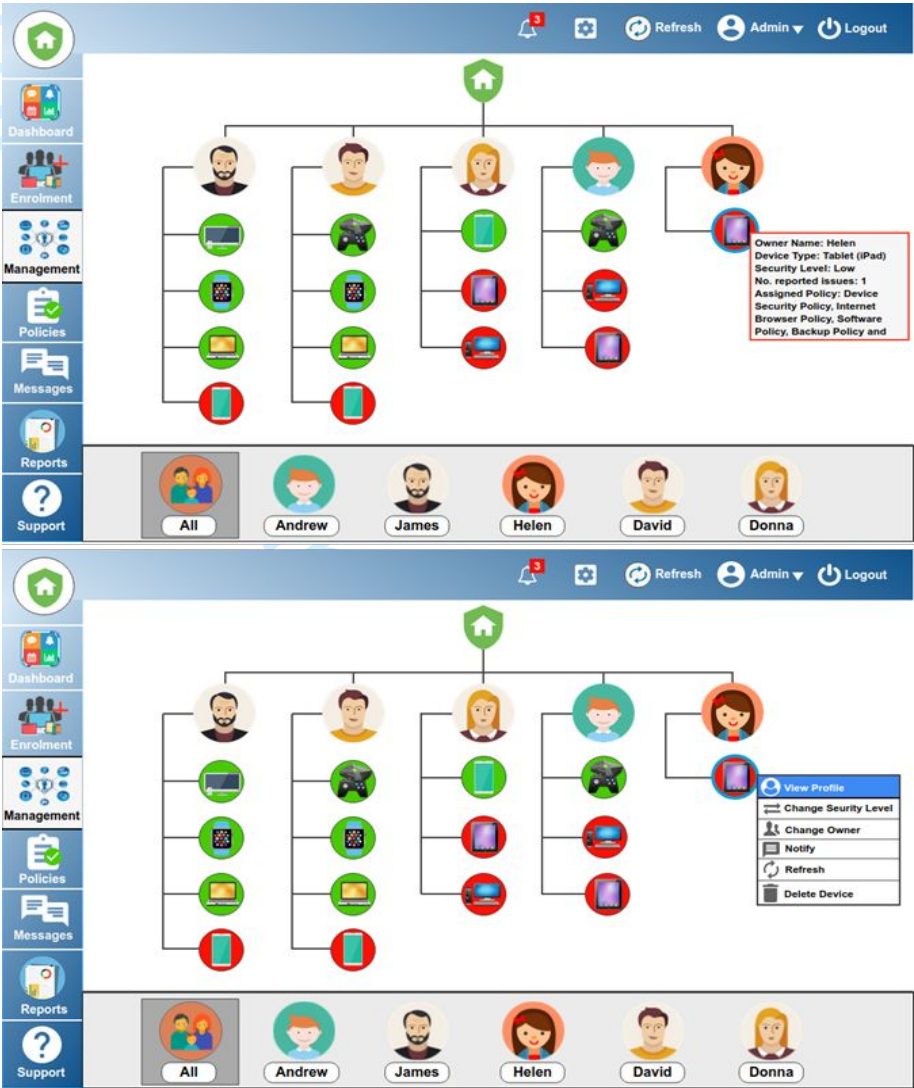 3
Refresh
Admin
Logout
Dashboard
Enrolment
Management
Policies
Messages
Reports
Support
Owner Name: Helen
Device Type: Tablet (iPad)
Security Level: Low
No. reported issues: 1
Assigned Policy: Device
Security Policy, Internet
Browser Policy, Software
Policy, Backup Policy and
All
Andrew
James
Helen
David
Donna
3
Refresh
Admin
Logout
Dashboard
Enrolment
Management
Policies
Messages
Reports
Support
View Profile
Change Seurity Level
Change Owner
Notify
Refresh
Delete Device
All
Andrew
James
Helen
David
Donna